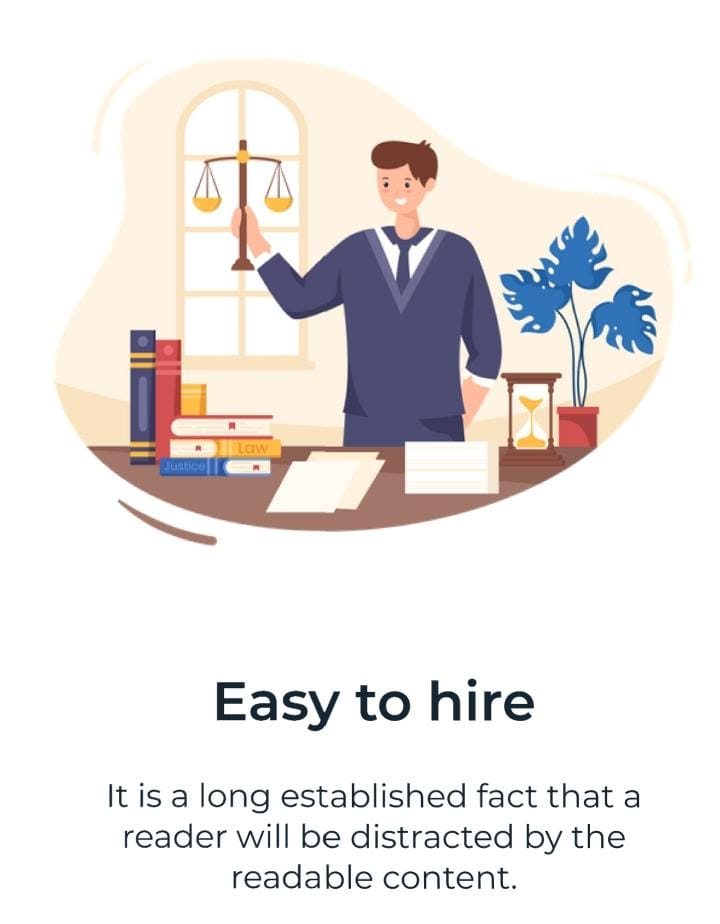 Law
Justice
Easy to hire
It is a long established fact that a
reader will be distracted by the
readable content.